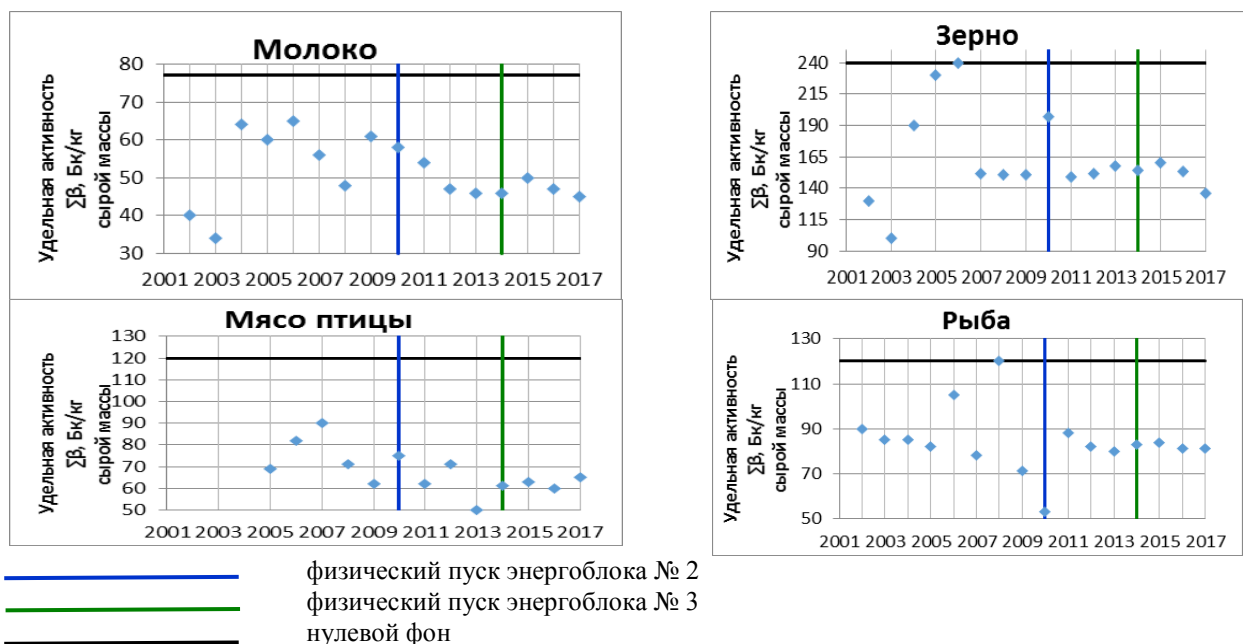 Молоко
Удельная активность
Σβ, Бк/кг
сырой массы
80
70
60
50
40
30
2001 2003 2005 2007 2009 2011 2013 2015 2017
Зерно
Удельная активность
Σβ, Бк/кг
сырой массы
240
215
190
165
140
115
90
2001 2003 2005 2007 2009 2011 2013 2015 2017
Мясо птицы
Удельная активность
Σβ, Бк/кг
сырой массы
130
120
110
100
90
80
70
60
50
2001 2003 2005 2007 2009 2011 2013 2015 2017
Рыба
Удельная активность
Σβ, Бк/кг
сырой массы
130
110
90
70
50
2001 2003 2005 2007 2009 2011 2013 2015 2017
физический пуск энергоблока № 2
физический пуск энергоблока № 3
нулевой фон